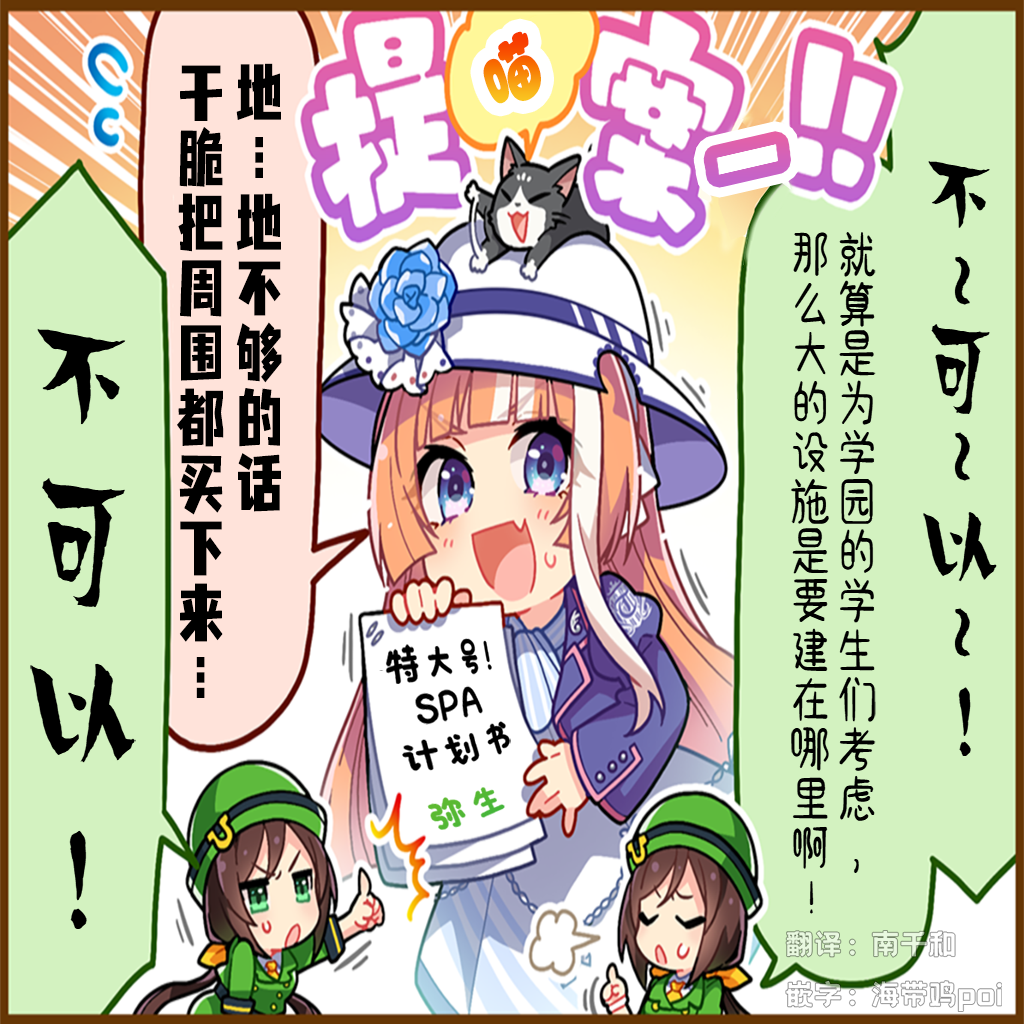 提案ー!!
喵
不～可～以～！
就算是为学园的学生们考虑，
那么大的设施是要建在哪里啊！
地…地不够的话
干脆把周围都买下来…
特大号！
SPA
计划书
弥生
不可以！
翻译：南千和
嵌字：海带鸡poi